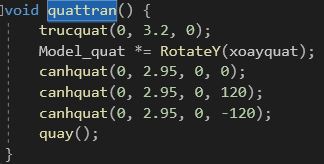 void quattran() {
trucquat(0, 3.2, 0);
Model_quat *= RotateY(xoayquat);
canhquat(0, 2.95, 0, 0);
canhquat(0, 2.95, 0, 120);
canhquat(0, 2.95, 0, -120);
quay();
}